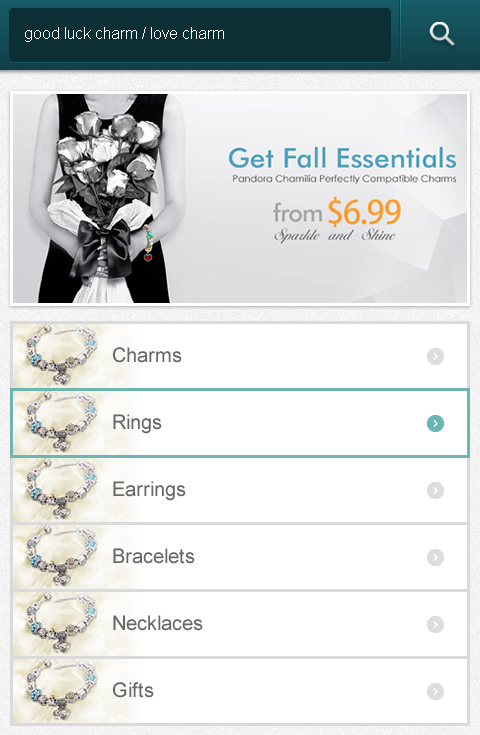 good luck charm / love charm
Get Fall Essentials
Pandora Chamilia Perfectly Compatible Charms
from $6.99
Sparkle and Shine
Charms
Rings
Earrings
Bracelets
Necklaces
Gifts